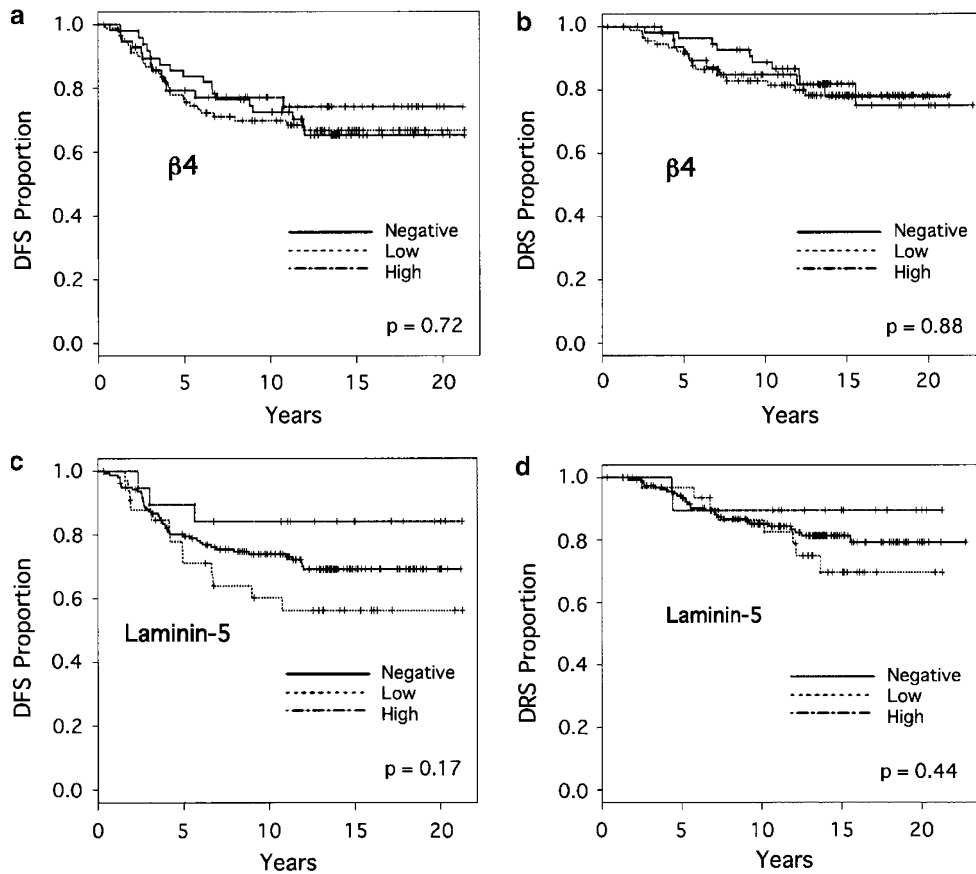 a
DFS Proportion
1.0
0.8
0.6
0.4
0.2
0.0
β4
Negative
Low
High
p = 0.72
0 5 10 15 20
Years
b
DRS Proportion
1.0
0.8
0.6
0.4
0.2
0.0
β4
Negative
Low
High
p = 0.88
0 5 10 15 20
Years
c
DFS Proportion
1.0
0.8
0.6
0.4
0.2
0.0
Laminin-5
Negative
Low
High
p = 0.17
0 5 10 15 20
Years
d
DRS Proportion
1.0
0.8
0.6
0.4
0.2
0.0
Laminin-5
Negative
Low
High
p = 0.44
0 5 10 15 20
Years